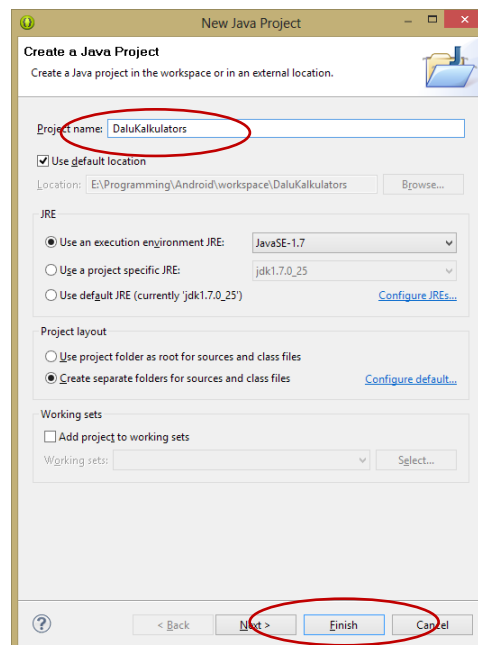 New Java Project
Create a Java Project
Create a Java project in the workspace or in an external location.
Project name: DaluKalkulators
Use default location
Location: E:\Programming\Android\workspace\DaluKalkulators Browse...
JRE
Use an execution environment JRE: JavaSE-1.7
Use a project specific JRE: jdk1.7.0_25
Use default JRE (currently 'jdk1.7.0_25') Configure JREs...
Project layout
Use project folder as root for sources and class files
Create separate folders for sources and class files Configure default...
Working sets
Add project to working sets
Working sets: Select...
? < Back Next > Finish Cancel